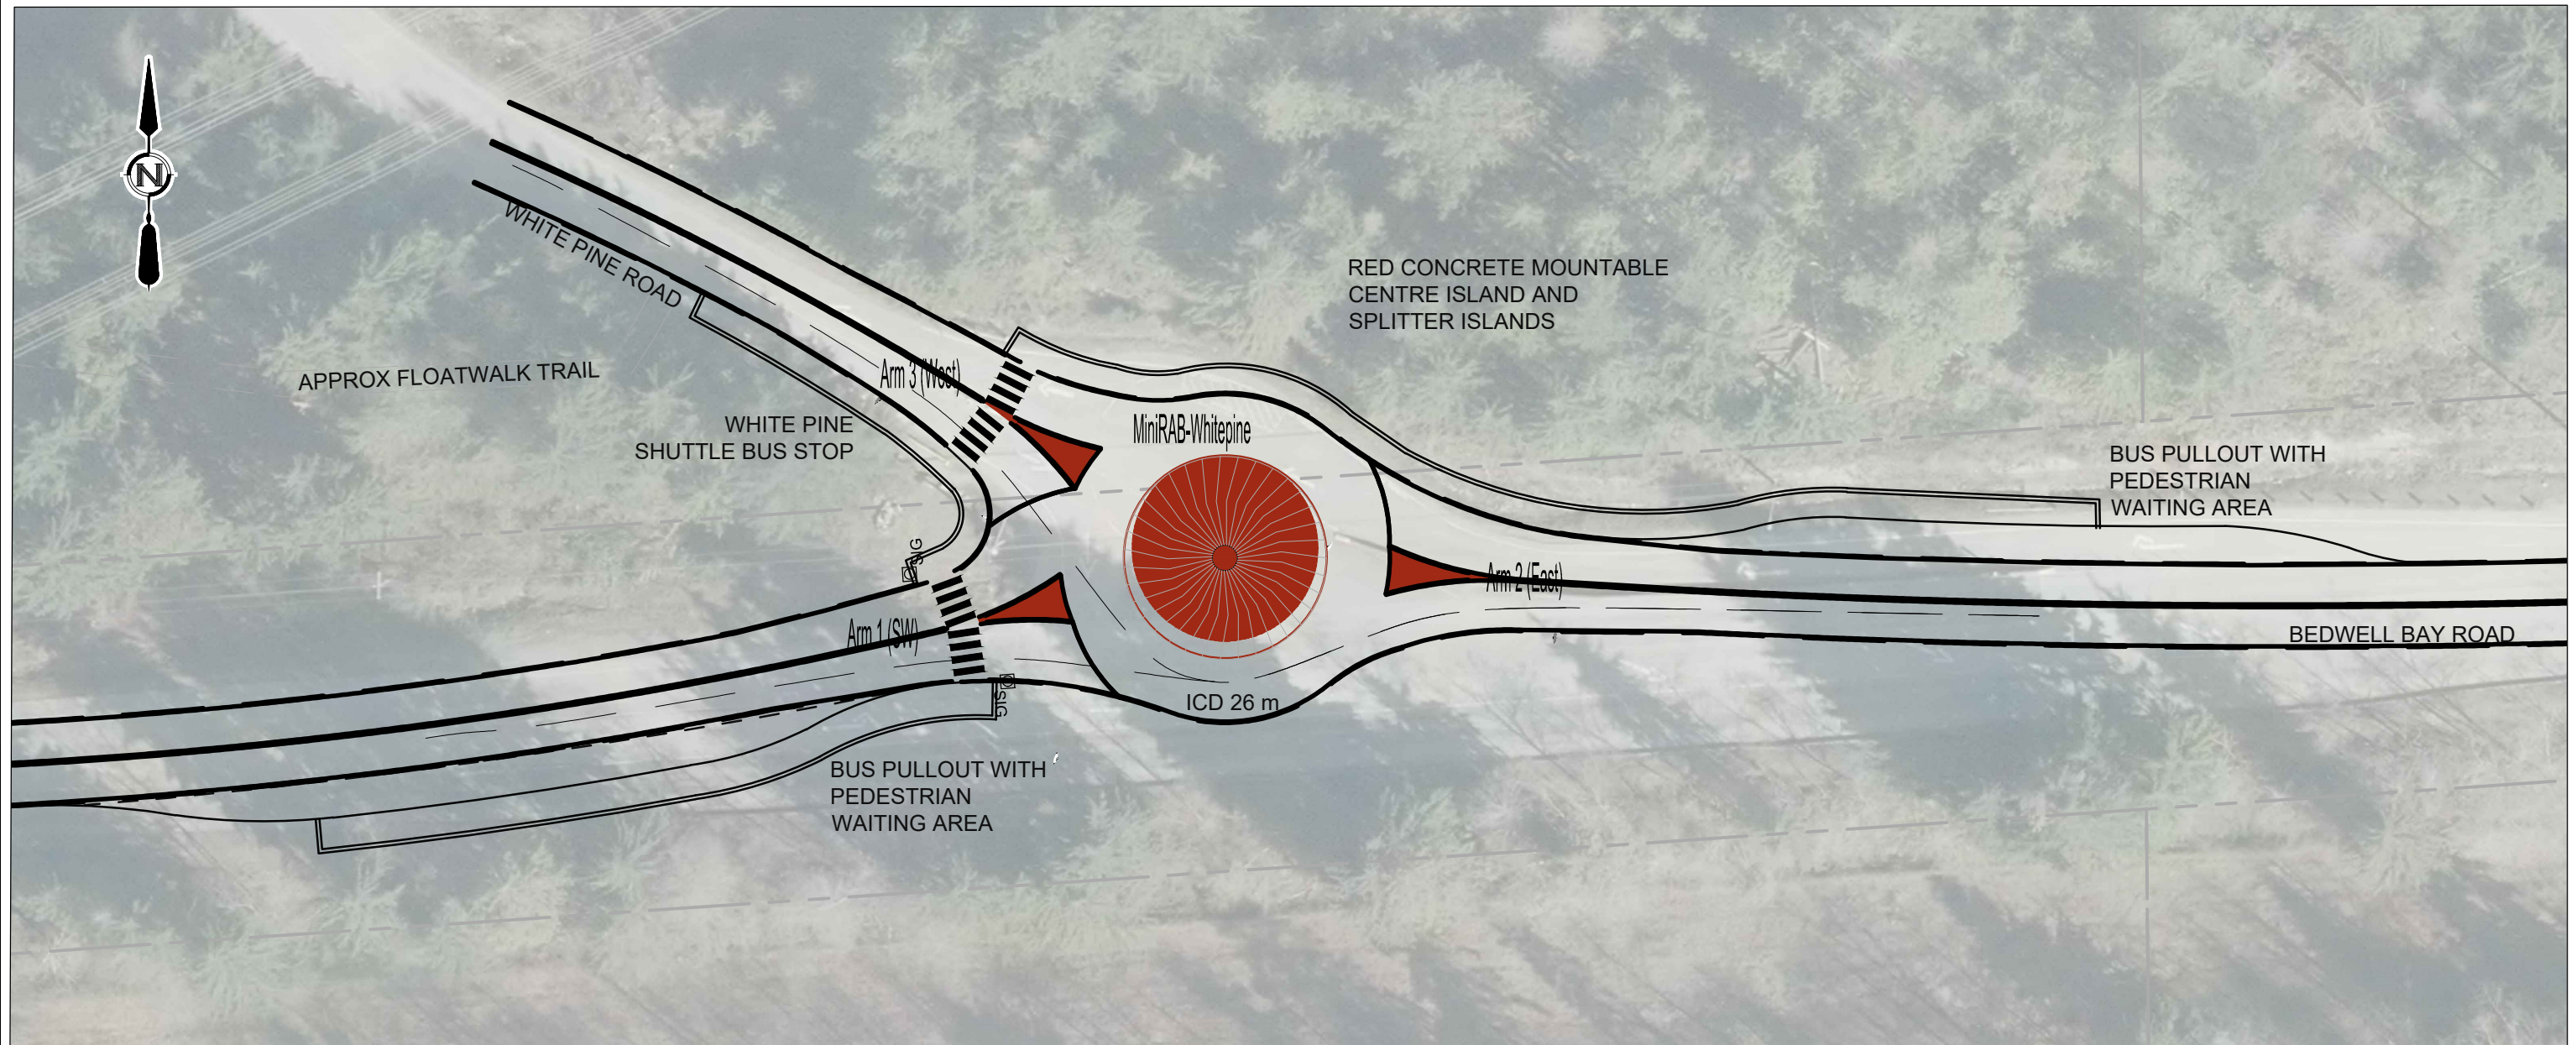 N
WHITE PINE ROAD
RED CONCRETE MOUNTABLE
CENTRE ISLAND AND
SPLITTER ISLANDS
APPROX FLOATWALK TRAIL
Arm 3 (West)
WHITE PINE
SHUTTLE BUS STOP
MiniRAB-Whitepine
BUS PULLOUT WITH
PEDESTRIAN
WAITING AREA
SIG
Arm 2 (East)
Arm 1 (SW)
BEDWELL BAY ROAD
SIG
ICD 26 m
BUS PULLOUT WITH
PEDESTRIAN
WAITING AREA